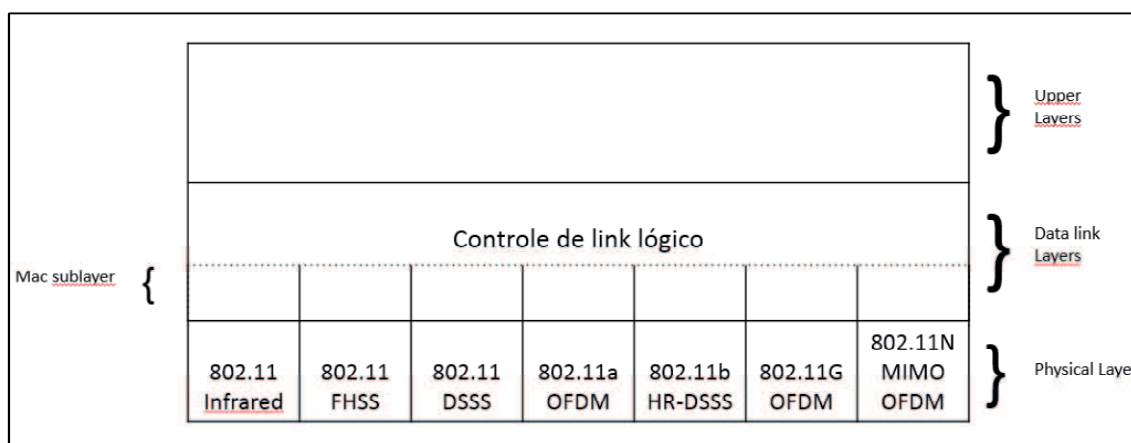 Upper
Layers
Controle de link lógico
Data link
Layers
Mac sublayer
802.11
Infrared
802.11
FHSS
802.11
DSSS
802.11a
OFDM
802.11b
HR-DSSS
802.11G
OFDM
802.11N
MIMO
OFDM
Physical Laye